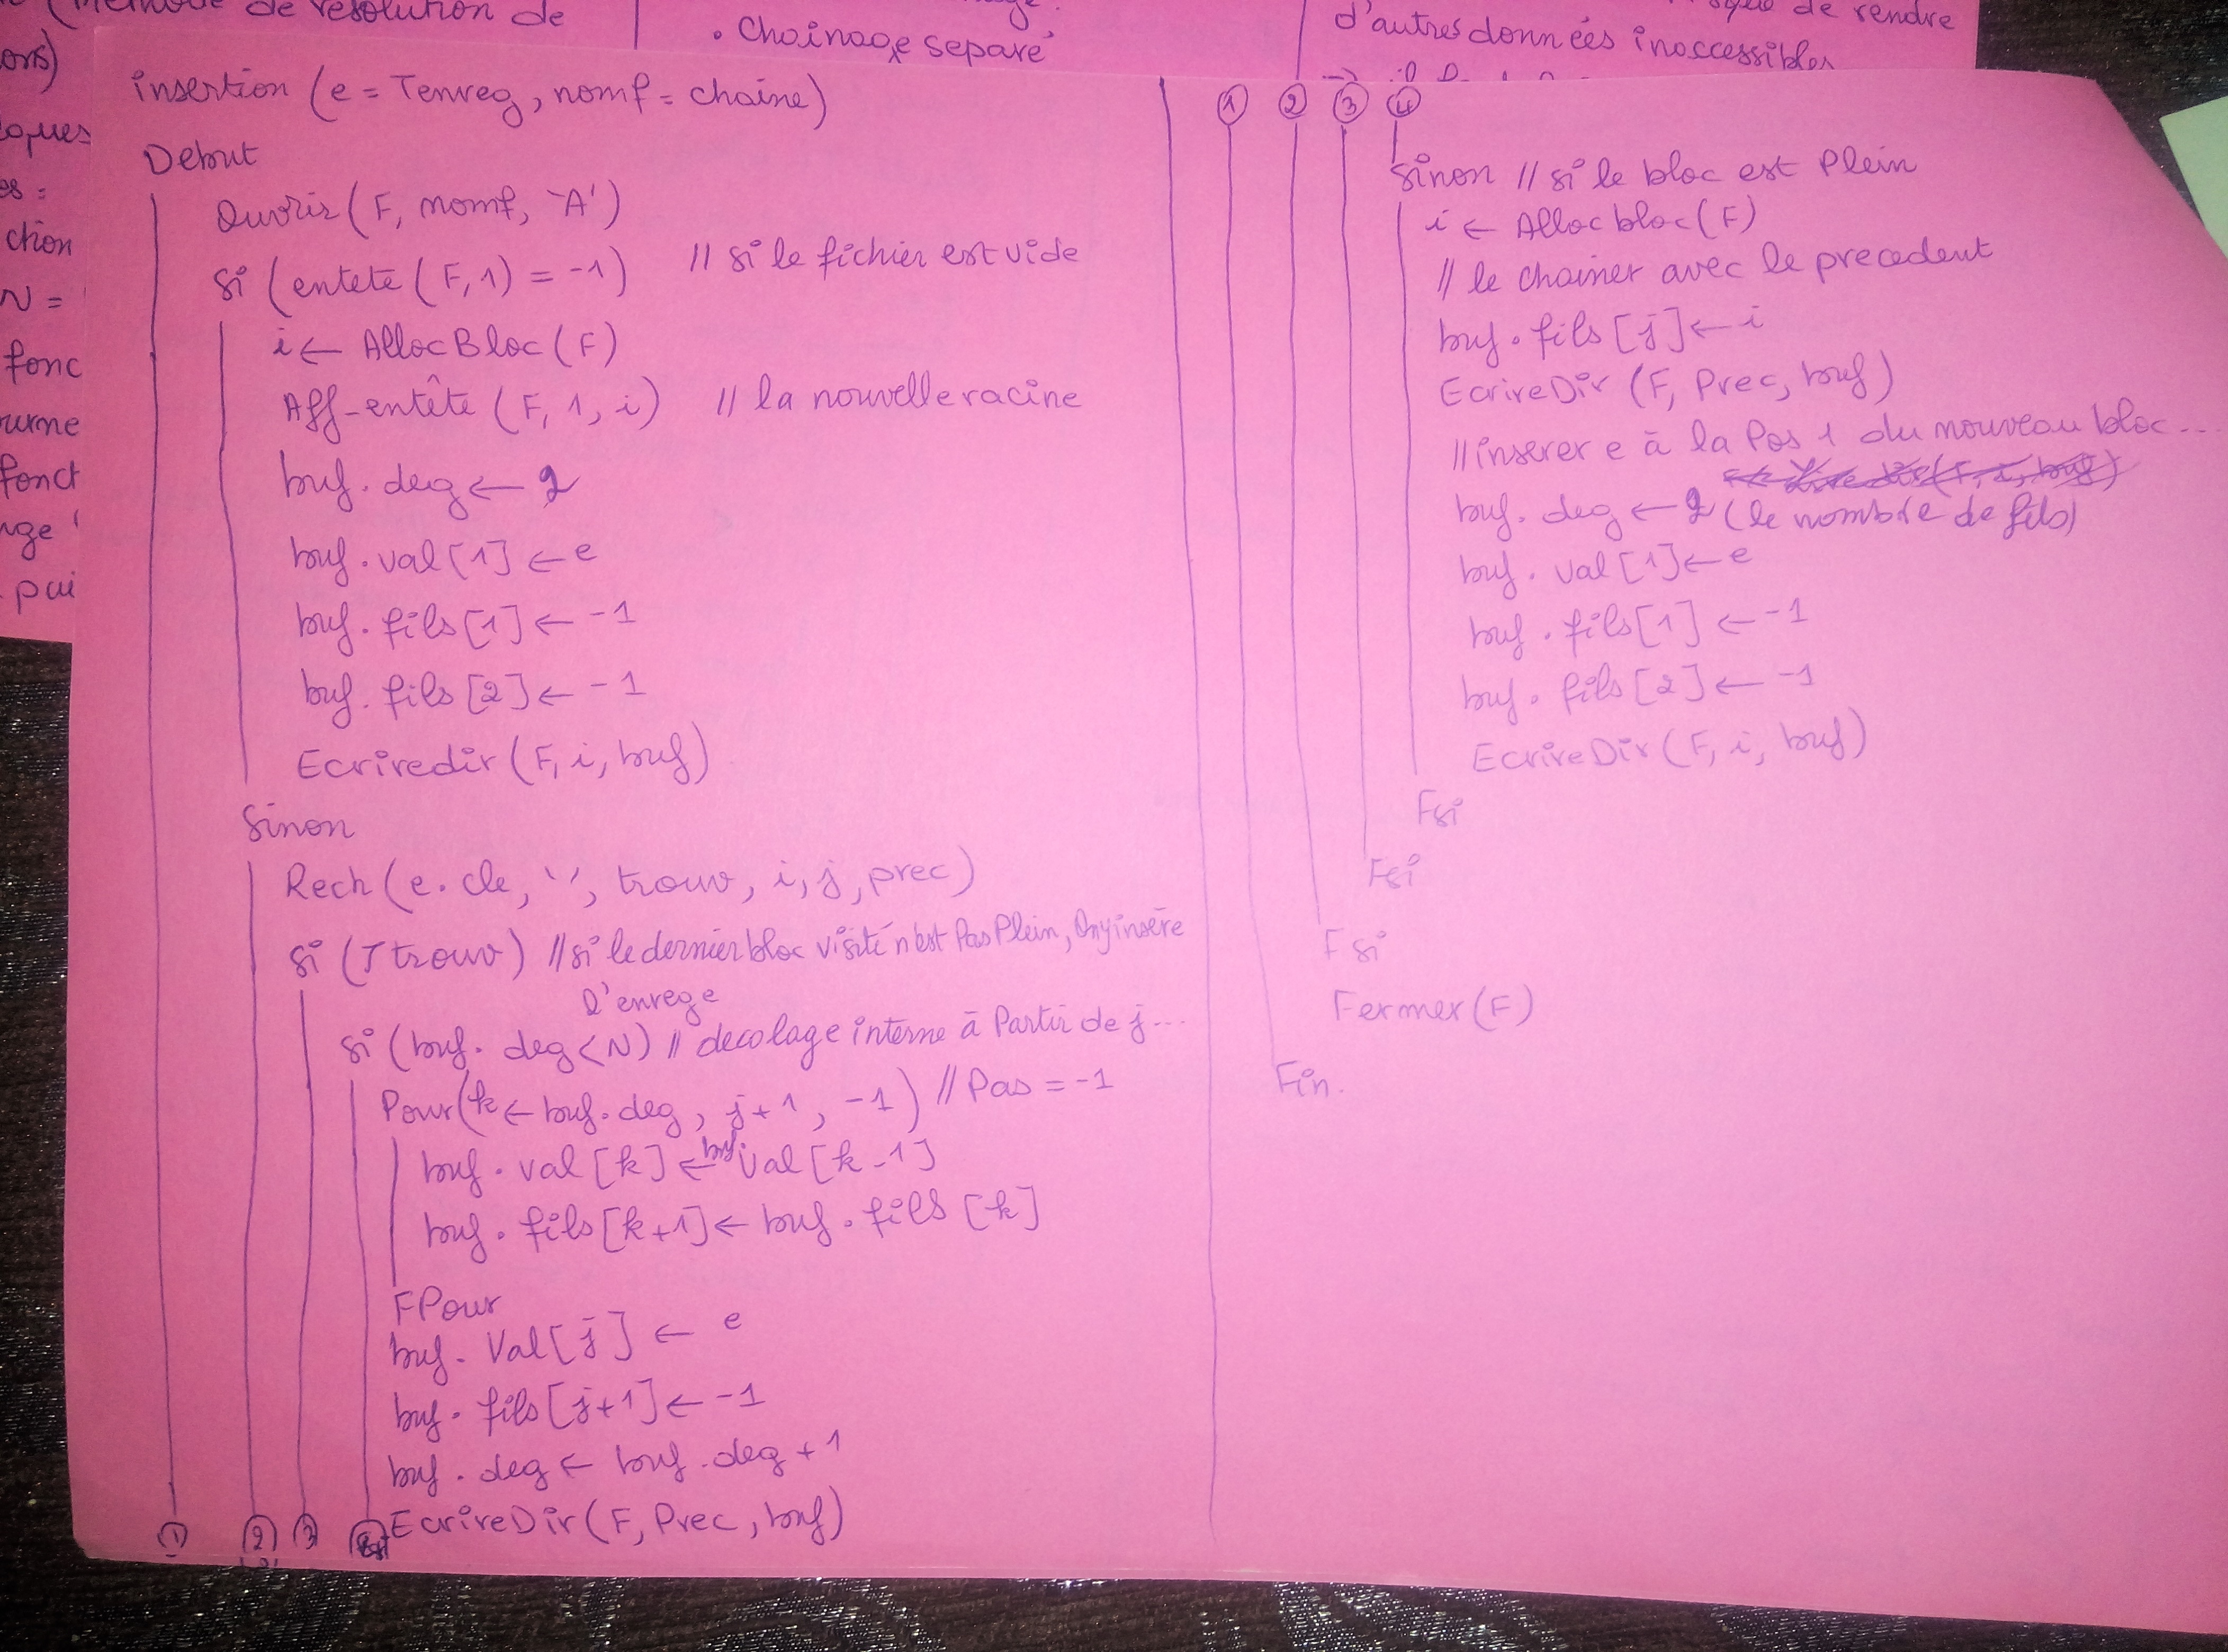 de résolution de
. Chainage separé
de rendre
d'autres données inaccessibles
ons)
ction
N =
fonc
fonct
pui
insertion (e = Tenreg, nomf = chaine)
Debut
Ouvrir (F, nomf, 'A')
Si (entete (F, 1) = -1) // si le fichier est vide
i ← AllocBloc (F)
Aff-entête (F, 1, i) // la nouvelle racine
buf. deg ← 2
buf. val [1] ← e
buf. fils [1] ← -1
buf. fils [2] ← -1
Ecriredir (F, i, buf)
Sinon
Rech (e. cle, '', trouv, i, j, prec)
Si (⌐ trouv) // si le dernier bloc visité n'est Pas Plein, On y insère
l'enreg e
Si (buf. deg < N) // decolage interne à Partir de j...
Pour (k ← buf. deg, j+1, -1) // Pas = -1
buf. val [k] ← buf. Val [k-1]
buf. fils [k+1] ← buf. fils [k]
FPour
buf. Val [j] ← e
buf. fils [j+1] ← -1
buf. deg ← buf. deg + 1
EcrireDir (F, Prec, buf)
① ② ③
① ② ③ ④
Sinon // si le bloc est Plein
i ← Allocbloc (F)
// le chainer avec le precedent
buf. fils [j] ← i
EcrireDir (F, Prec, buf)
// inserer e à la Pos 1 du nouveau bloc...
buf. deg ← 2 (le nombre de fils)
buf. val [1] ← e
buf. fils [1] ← -1
buf. fils [2] ← -1
EcrireDir (F, i, buf)
Fsi
Fsi
Fsi
Fermer (F)
Fin.